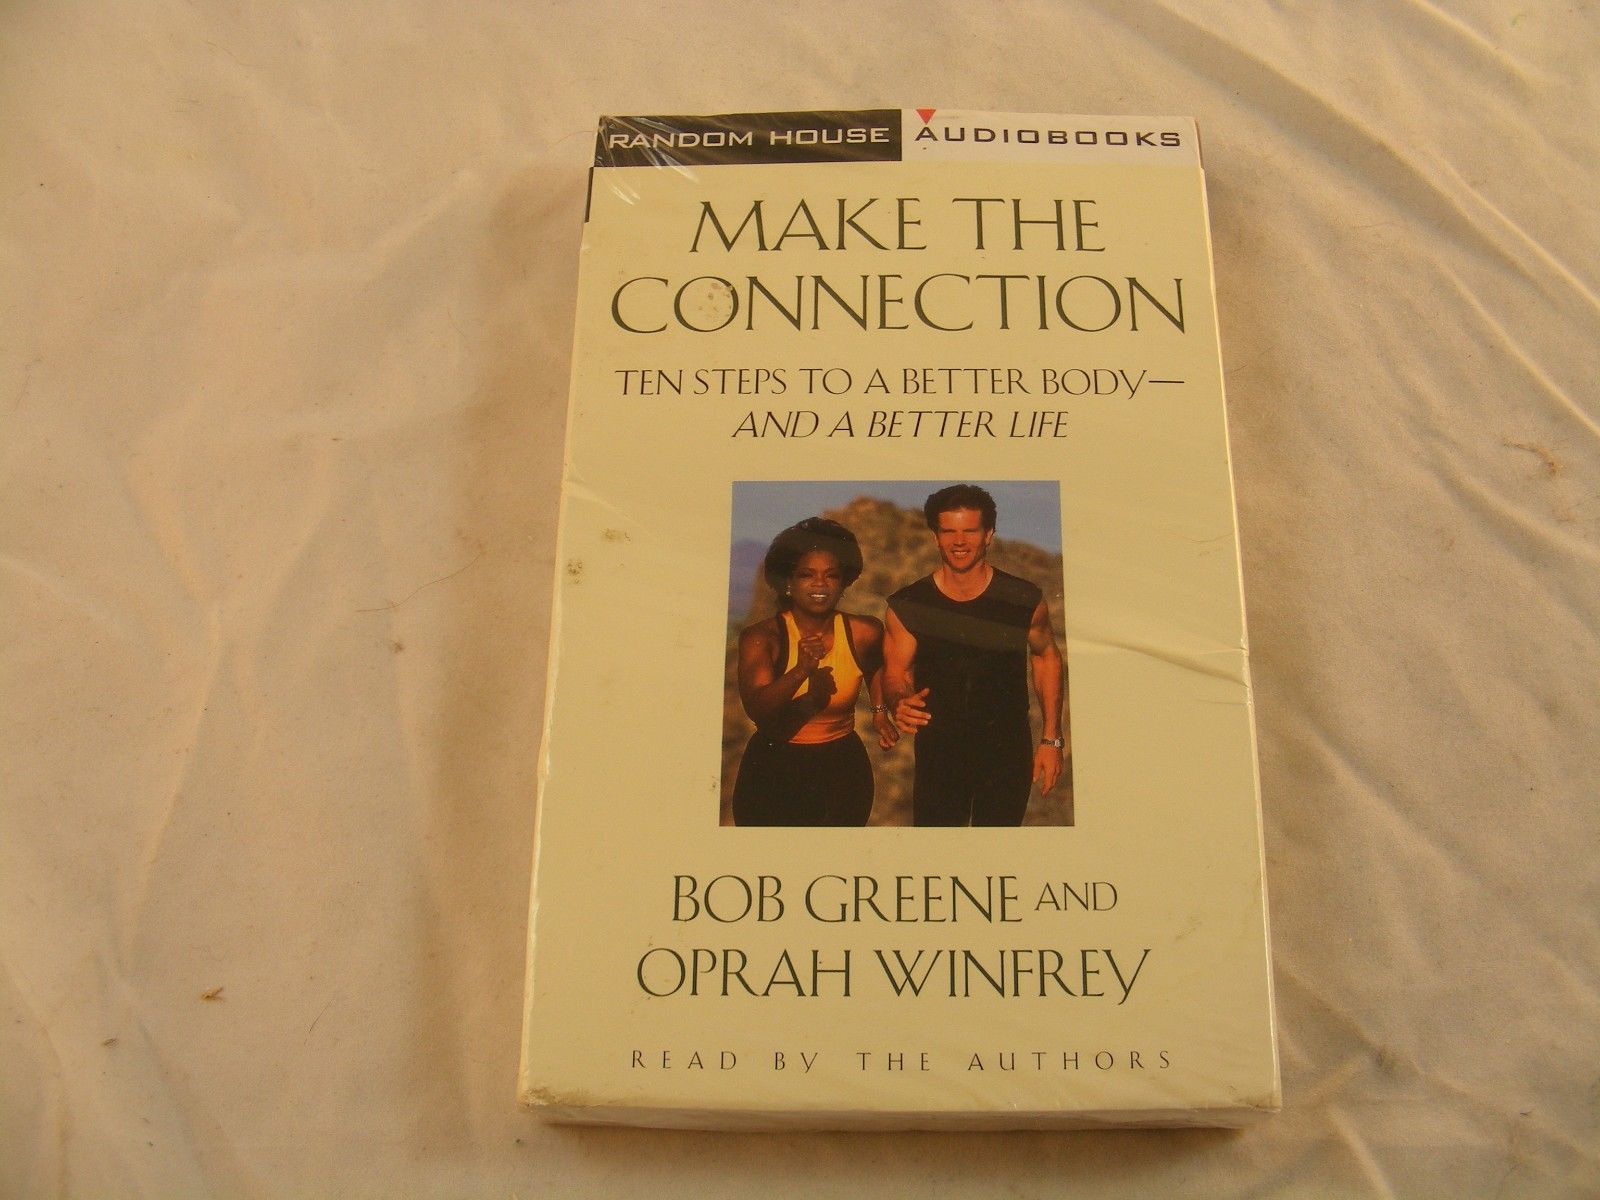 RANDOM HOUSE AUDIOBOOKS
MAKE THE
CONNECTION
TEN STEPS TO A BETTER BODY—
AND A BETTER LIFE
BOB GREENE AND
OPRAH WINFREY
READ BY THE AUTHORS